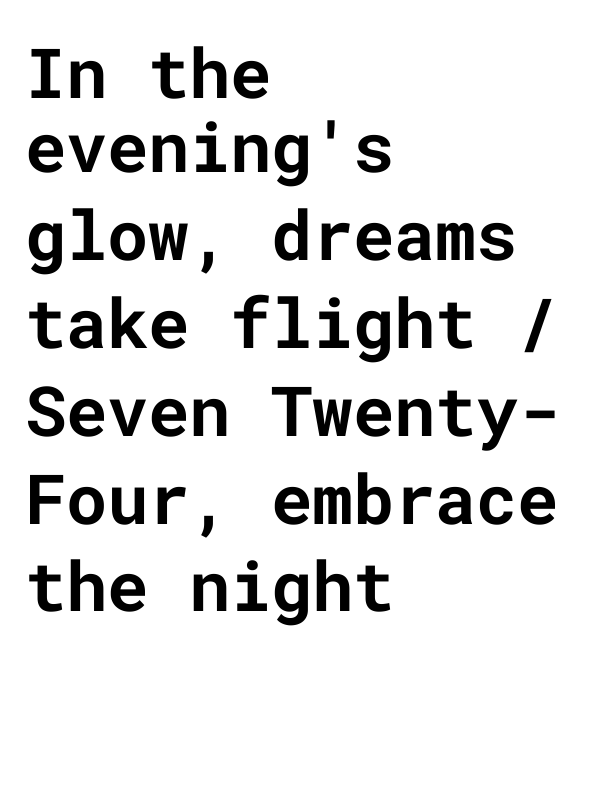 In the
evening's
glow, dreams
take flight /
Seven Twenty-
Four, embrace
the night